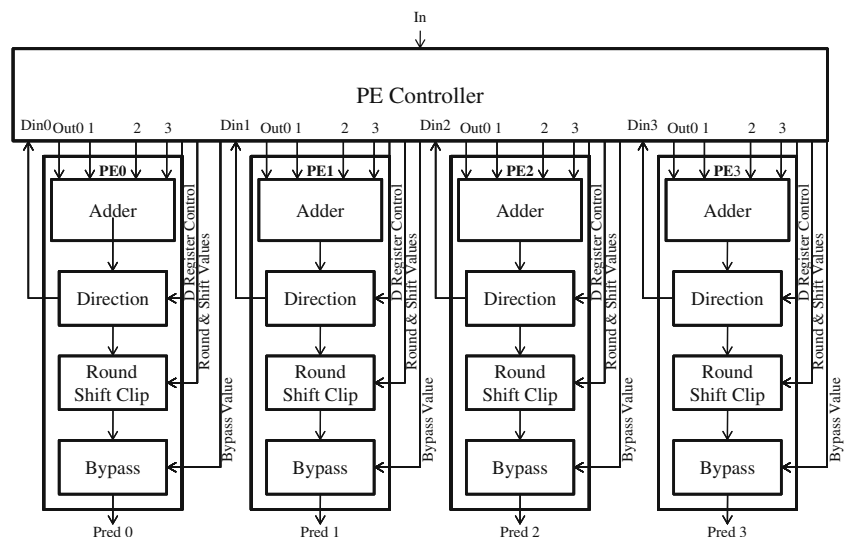 In
PE Controller
Din0 Out0 1 2 3 Din1 Out0 1 2 3 Din2 Out0 1 2 3 Din3 Out0 1 2 3
PE0 PE1 PE2 PE3
Adder Adder Adder Adder
D Register Control D Register Control D Register Control D Register Control
Round & Shift Values Round & Shift Values Round & Shift Values Round & Shift Values
Direction Direction Direction Direction
Round Round Round Round
Shift Clip Shift Clip Shift Clip Shift Clip
Bypass Value Bypass Value Bypass Value Bypass Value
Bypass Bypass Bypass Bypass
Pred 0 Pred 1 Pred 2 Pred 3